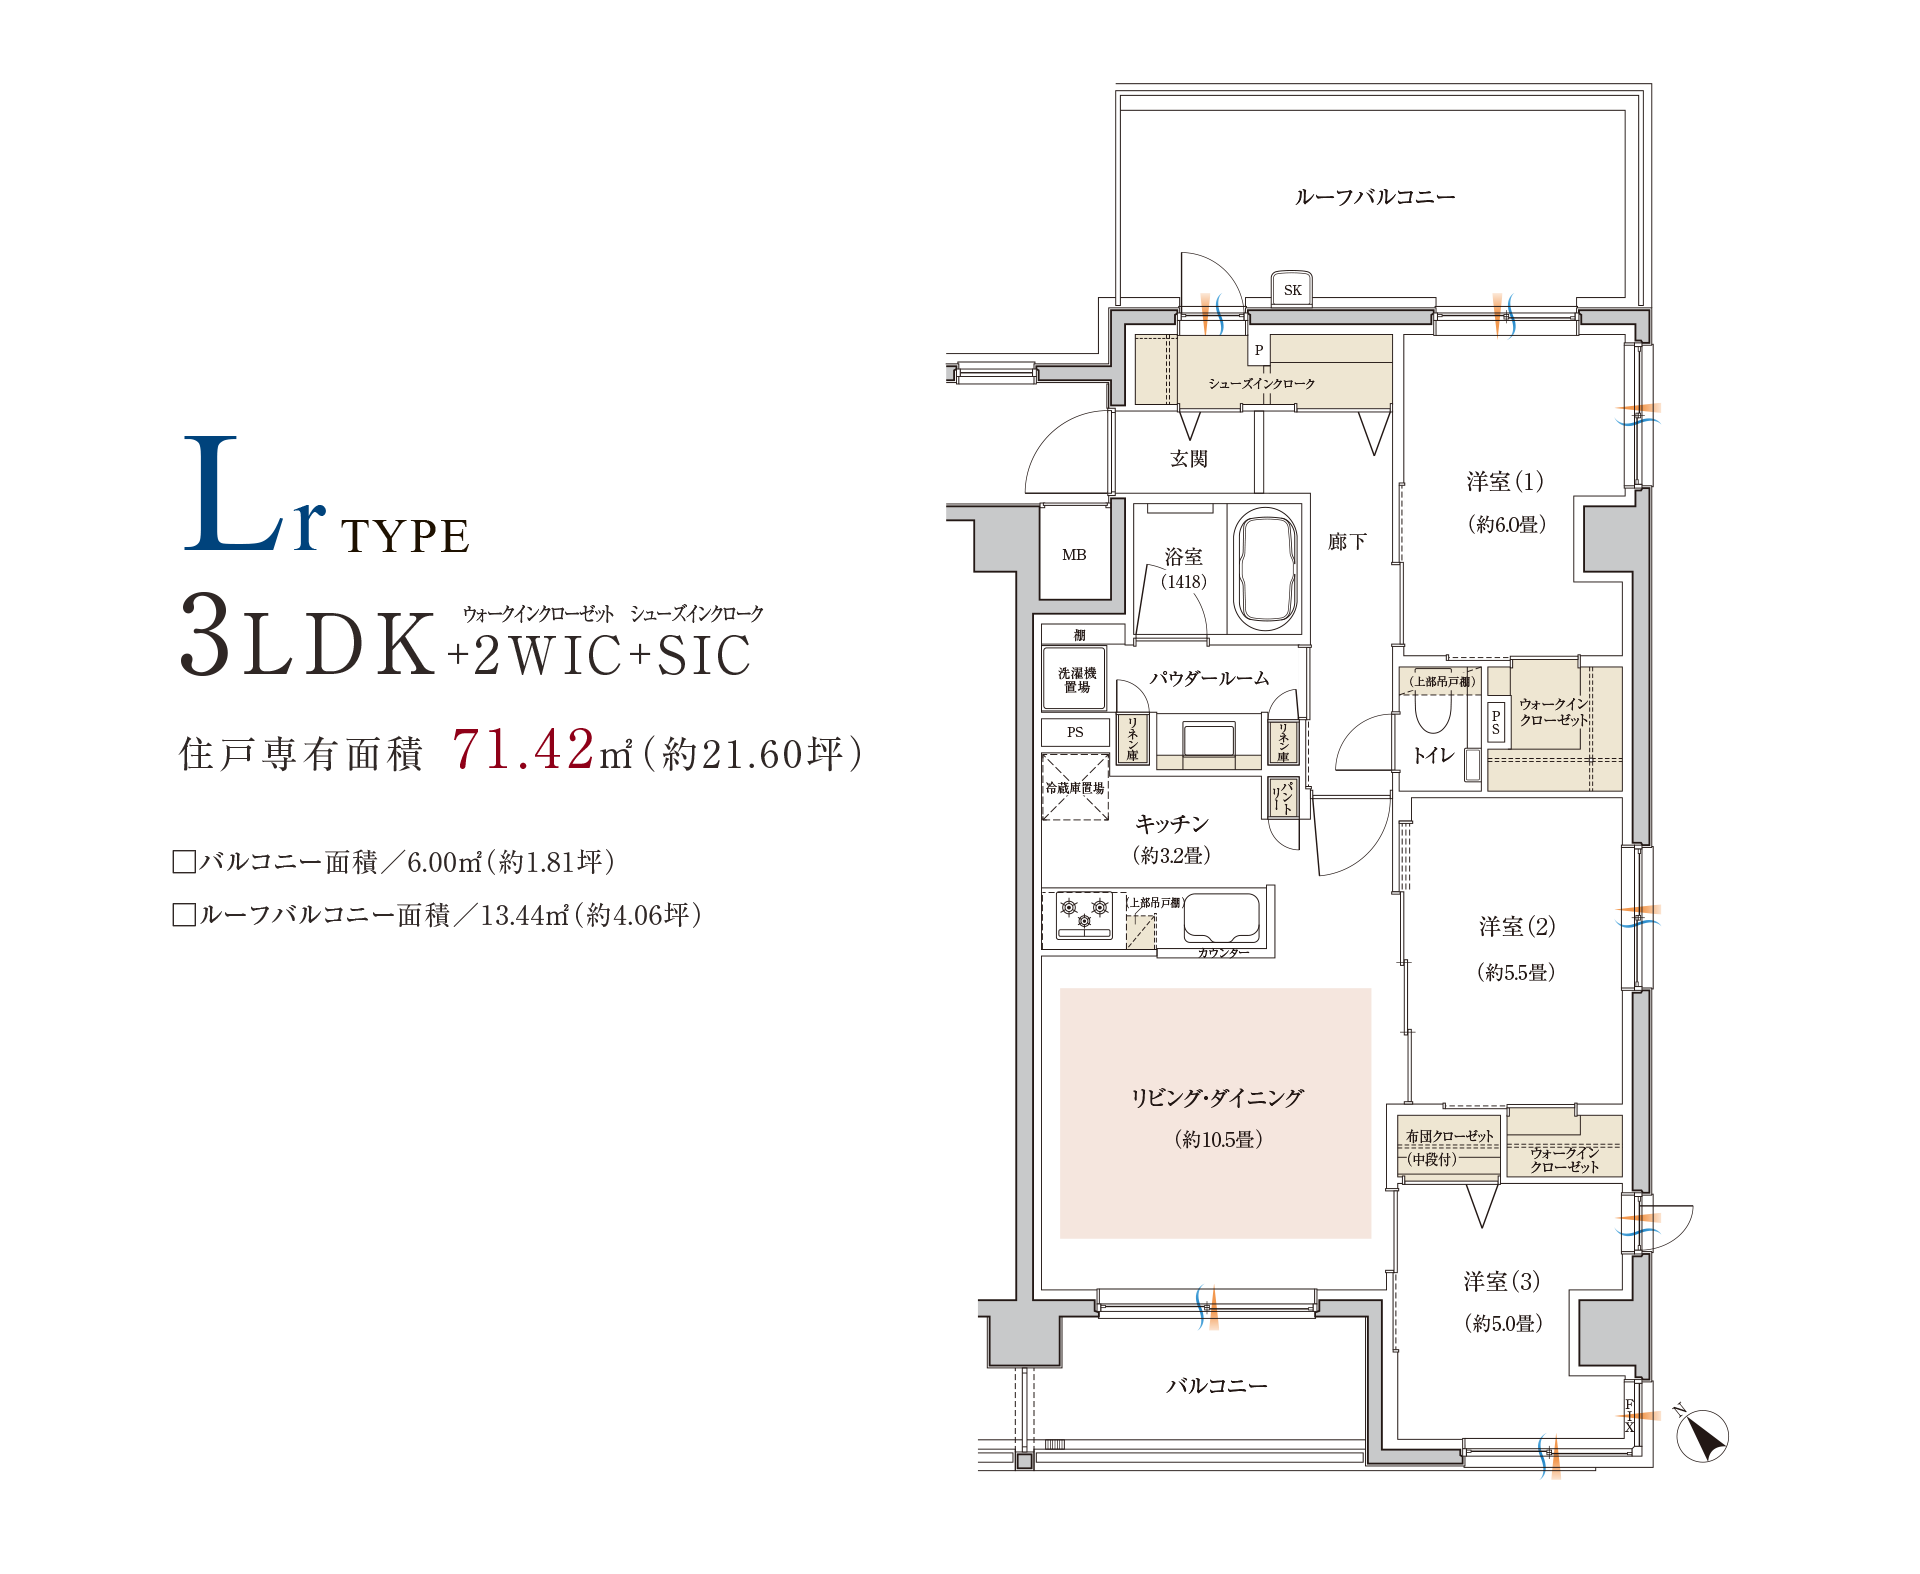 Lr TYPE
ウォークインクローゼット シューズインクローク
3LDK+2WIC+SIC
住戸専有面積 71.42㎡(約21.60坪)
□バルコニー面積／6.00㎡(約1.81坪)
□ルーフバルコニー面積／13.44㎡(約4.06坪)
ルーフバルコニー
SK
P
シューズインクローク
玄関
洋室(1)
(約6.0畳)
廊下
MB
浴室
(1418)
棚
洗濯機
置場
パウダールーム
(上部吊戸棚)
ウォークイン
クローゼット
PS
PS
リネン庫
リネン庫
トイレ
冷蔵庫置場
パントリー
キッチン
(約3.2畳)
(上部吊戸棚)
カウンター
洋室(2)
(約5.5畳)
リビング・ダイニング
(約10.5畳)
布団クローゼット
(中段付)
ウォークイン
クローゼット
洋室(3)
(約5.0畳)
バルコニー
FIX
N